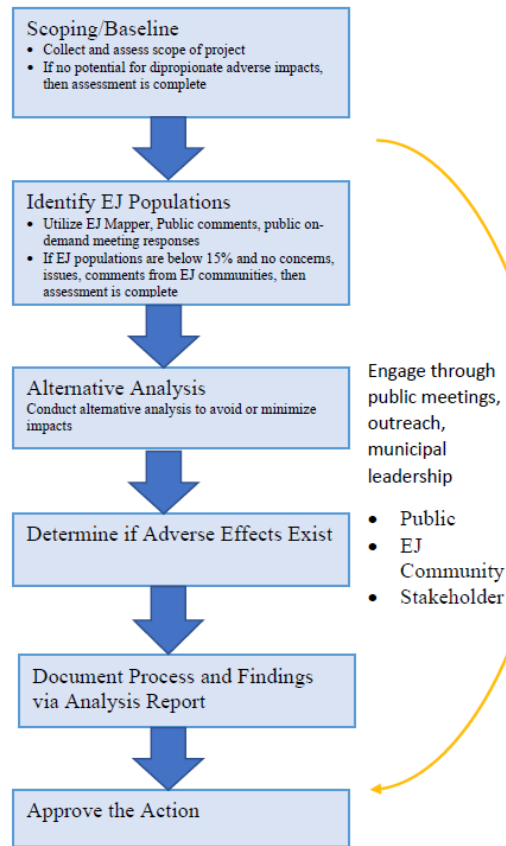 Scoping/Baseline
• Collect and assess scope of project
• If no potential for dipropionate adverse impacts,
then assessment is complete
Identify EJ Populations
• Utilize EJ Mapper, Public comments, public on-
demand meeting responses
• If EJ populations are below 15% and no concerns,
issues, comments from EJ communities, then
assessment is complete
Alternative Analysis
Conduct alternative analysis to avoid or minimize
impacts
Determine if Adverse Effects Exist
Document Process and Findings
via Analysis Report
Approve the Action
Engage through
public meetings,
outreach,
municipal
leadership
• Public
• EJ
Community
• Stakeholder